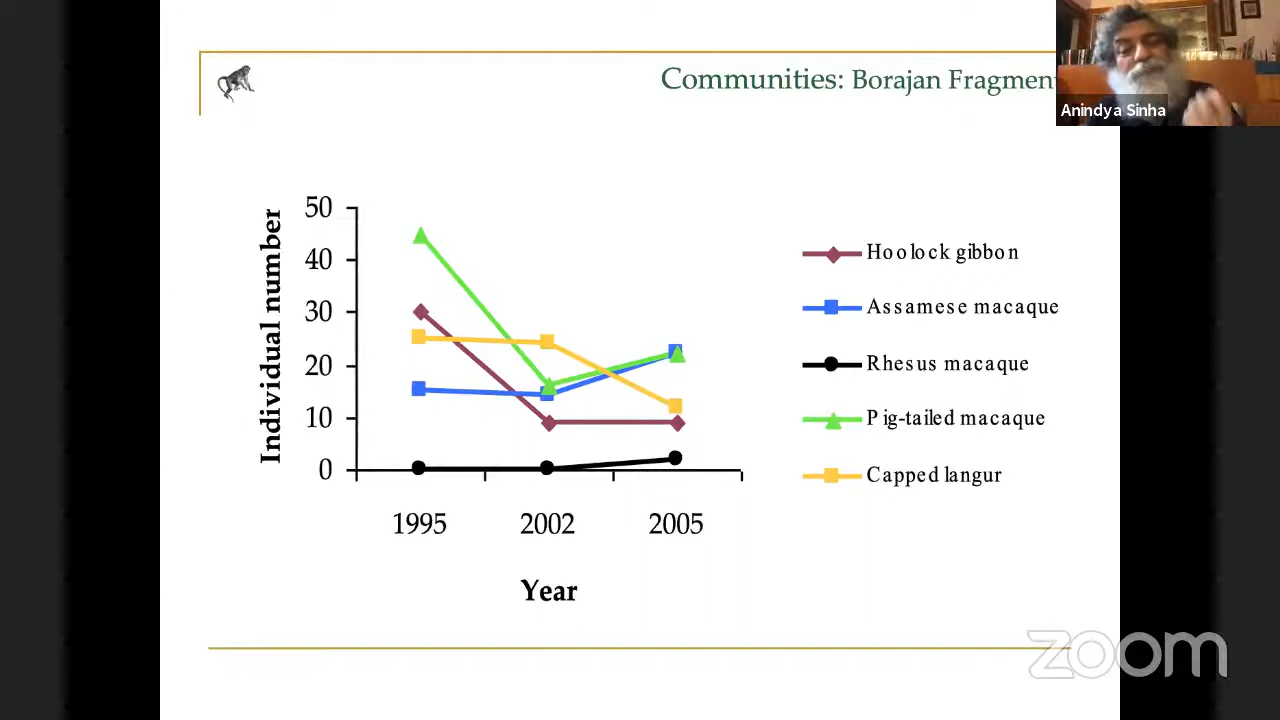 Communities: Borajan Fragment
Anindya Sinha
Individual number
50
40
30
20
10
0
1995 2002 2005
Year
Hoolock gibbon
Assamese macaque
Rhesus macaque
Pig-tailed macaque
Capped langur
zoom